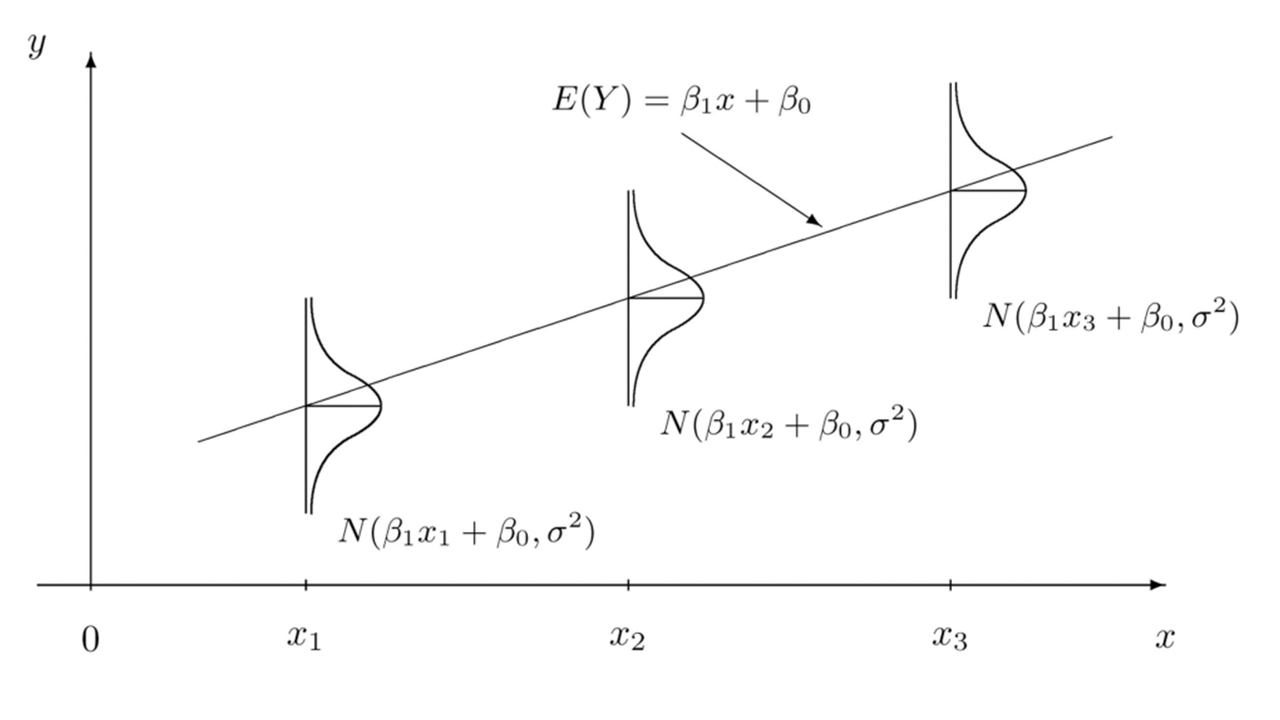 y
E(Y) = β₁x + β₀
N(β₁x₃ + β₀, σ²)
N(β₁x₂ + β₀, σ²)
N(β₁x₁ + β₀, σ²)
0 x₁ x₂ x₃ x